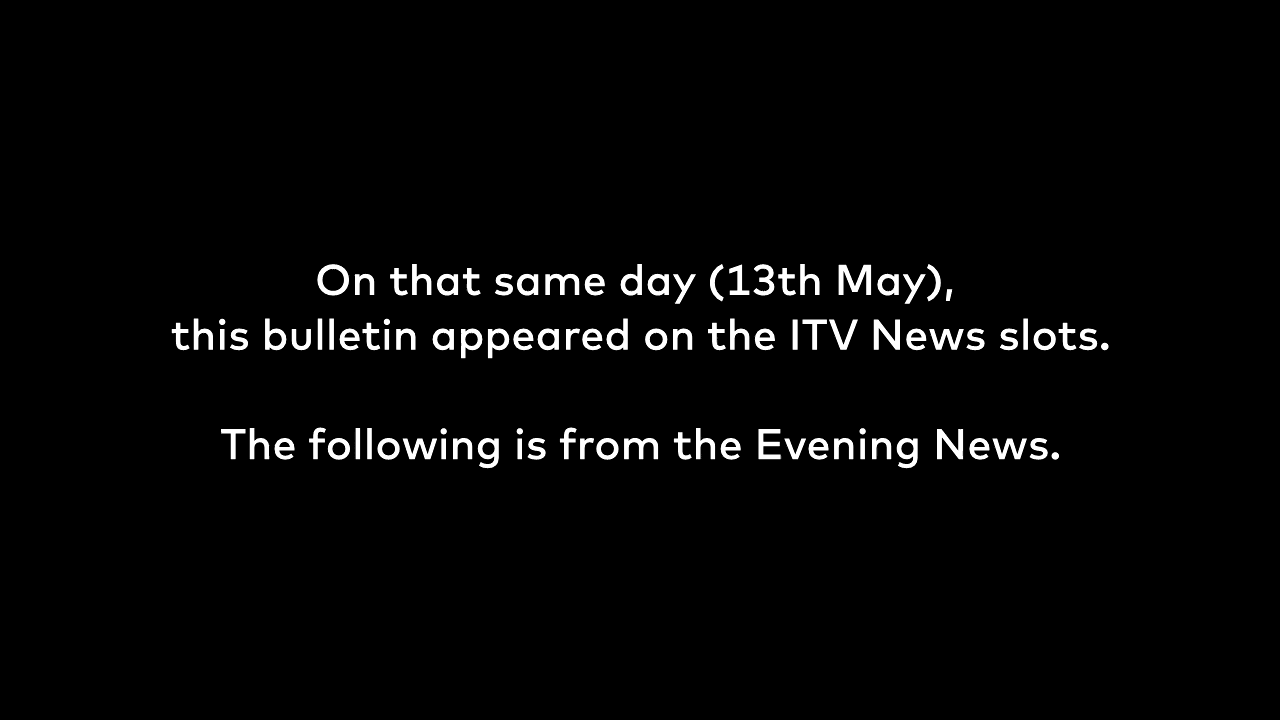 On that same day (13th May),
this bulletin appeared on the ITV News slots.
The following is from the Evening News.